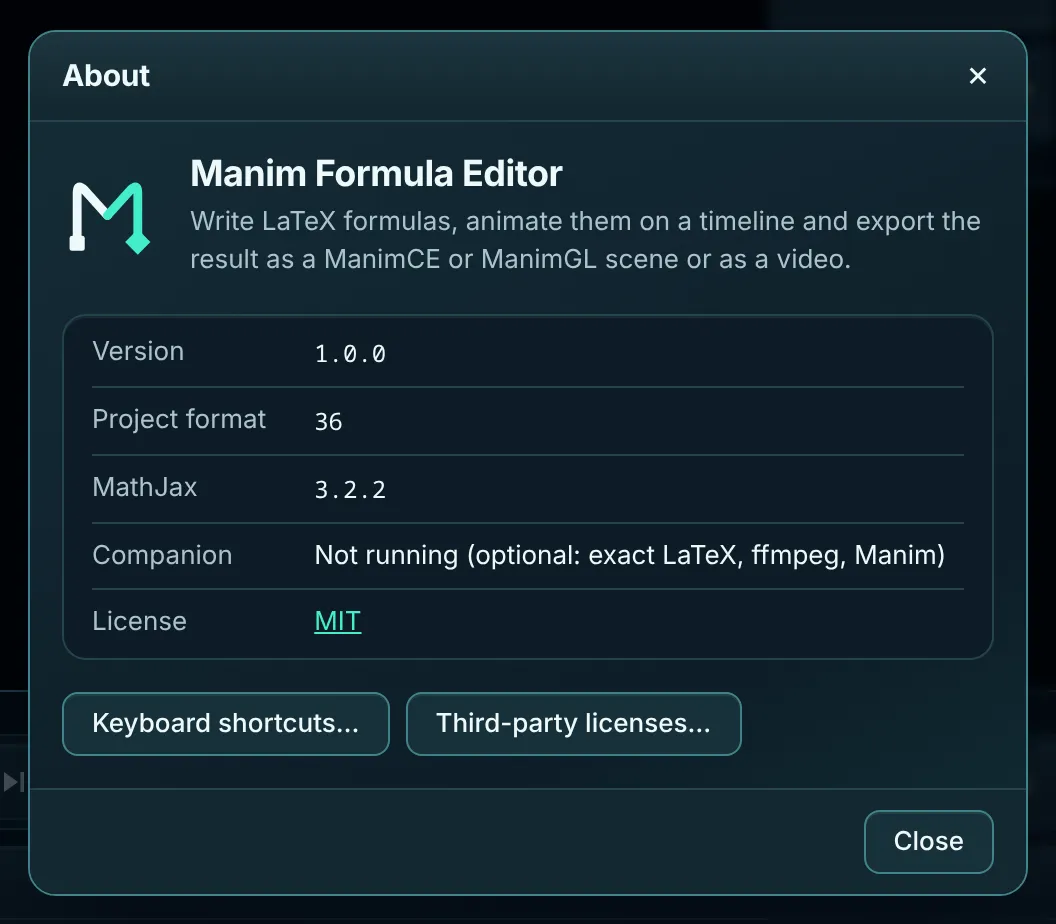 About
Manim Formula Editor
Write LaTeX formulas, animate them on a timeline and export the
result as a ManimCE or ManimGL scene or as a video.
Version 1.0.0
Project format 36
MathJax 3.2.2
Companion Not running (optional: exact LaTeX, ffmpeg, Manim)
License MIT
Keyboard shortcuts... Third-party licenses...
Close